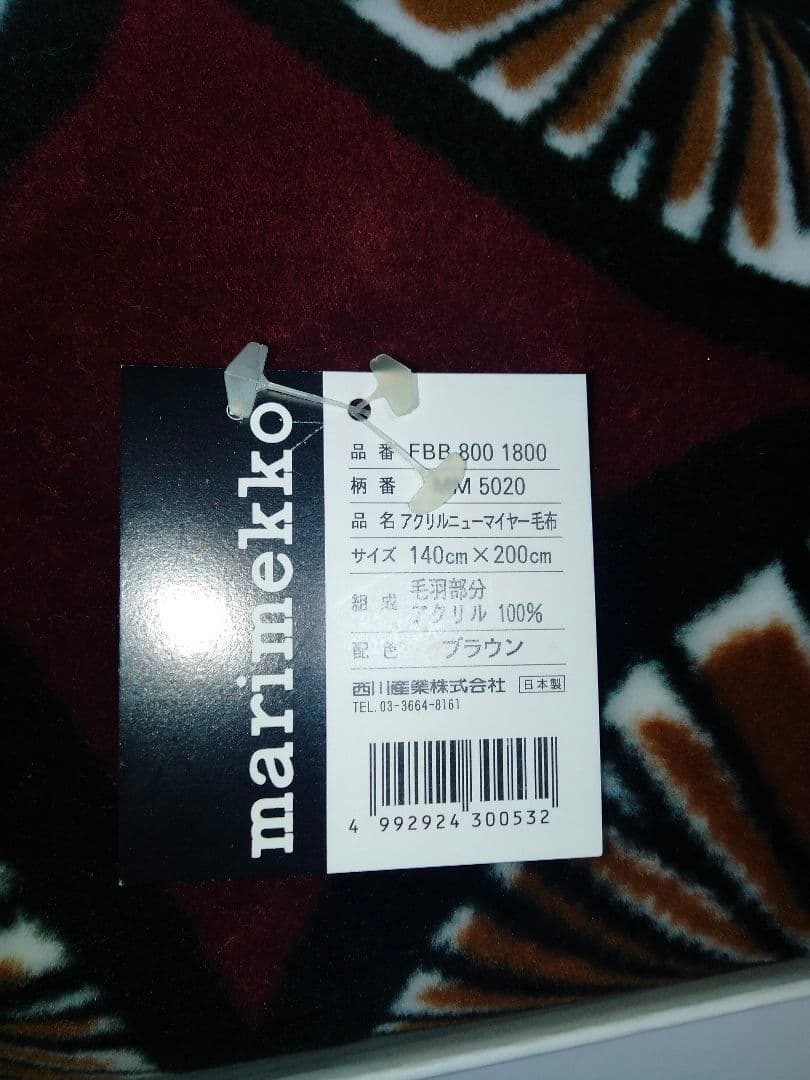 marimekko
品番 FBB 800 1800
柄番 MM 5020
品名 アクリルニューマイヤー毛布
サイズ 140cm×200cm
組成 毛羽部分
アクリル 100%
配色 ブラウン
西川産業株式会社 日本製
TEL.03-3664-8161
4 992924 300532